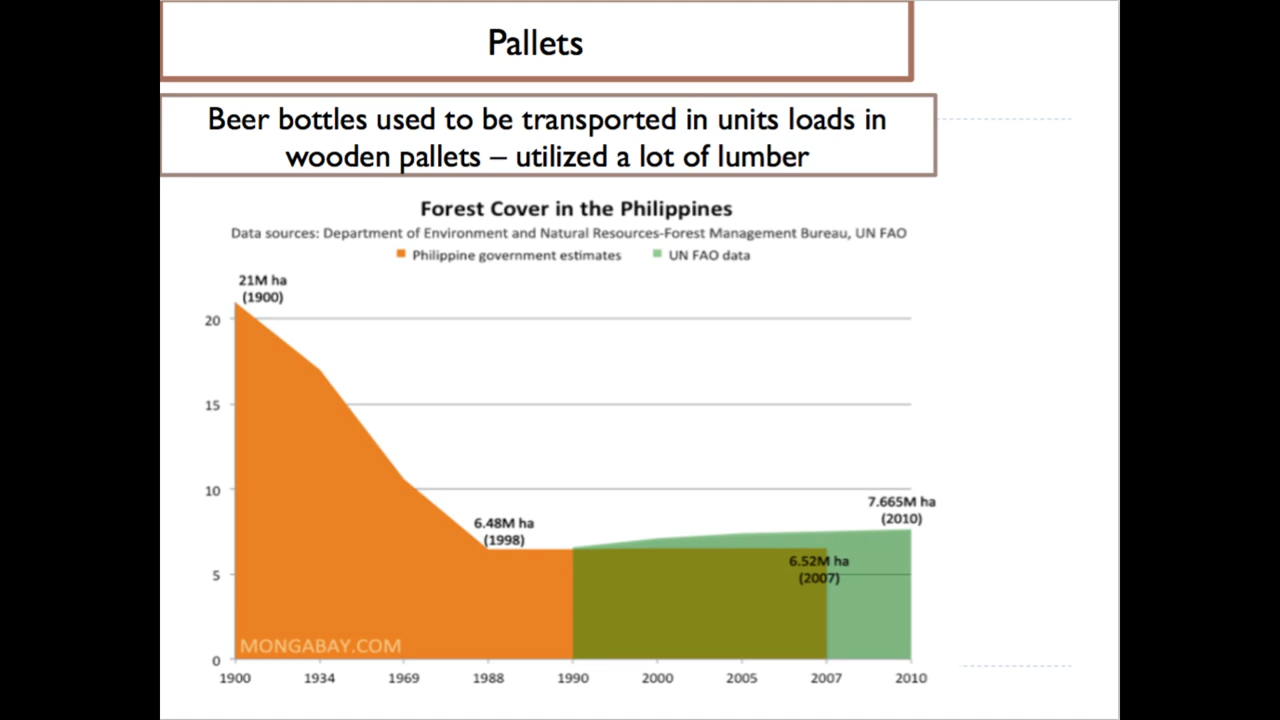 Pallets
Beer bottles used to be transported in units loads in
wooden pallets – utilized a lot of lumber
Forest Cover in the Philippines
Data sources: Department of Environment and Natural Resources-Forest Management Bureau, UN FAO
Philippine government estimates UN FAO data
21M ha
(1900)
20
15
10
7.665M ha
(2010)
6.48M ha
(1998)
6.52M ha
(2007)
5
MONGABAY.COM
0
1900 1934 1969 1988 1990 2000 2005 2007 2010